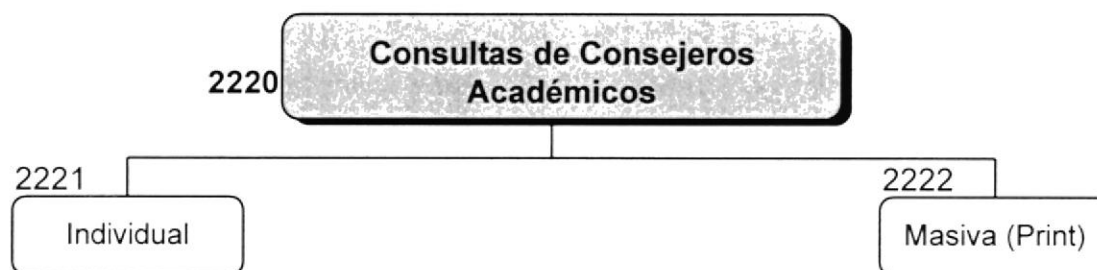 Consultas de Consejeros
2220
Académicos
2221
2222
Individual
Masiva (Print)